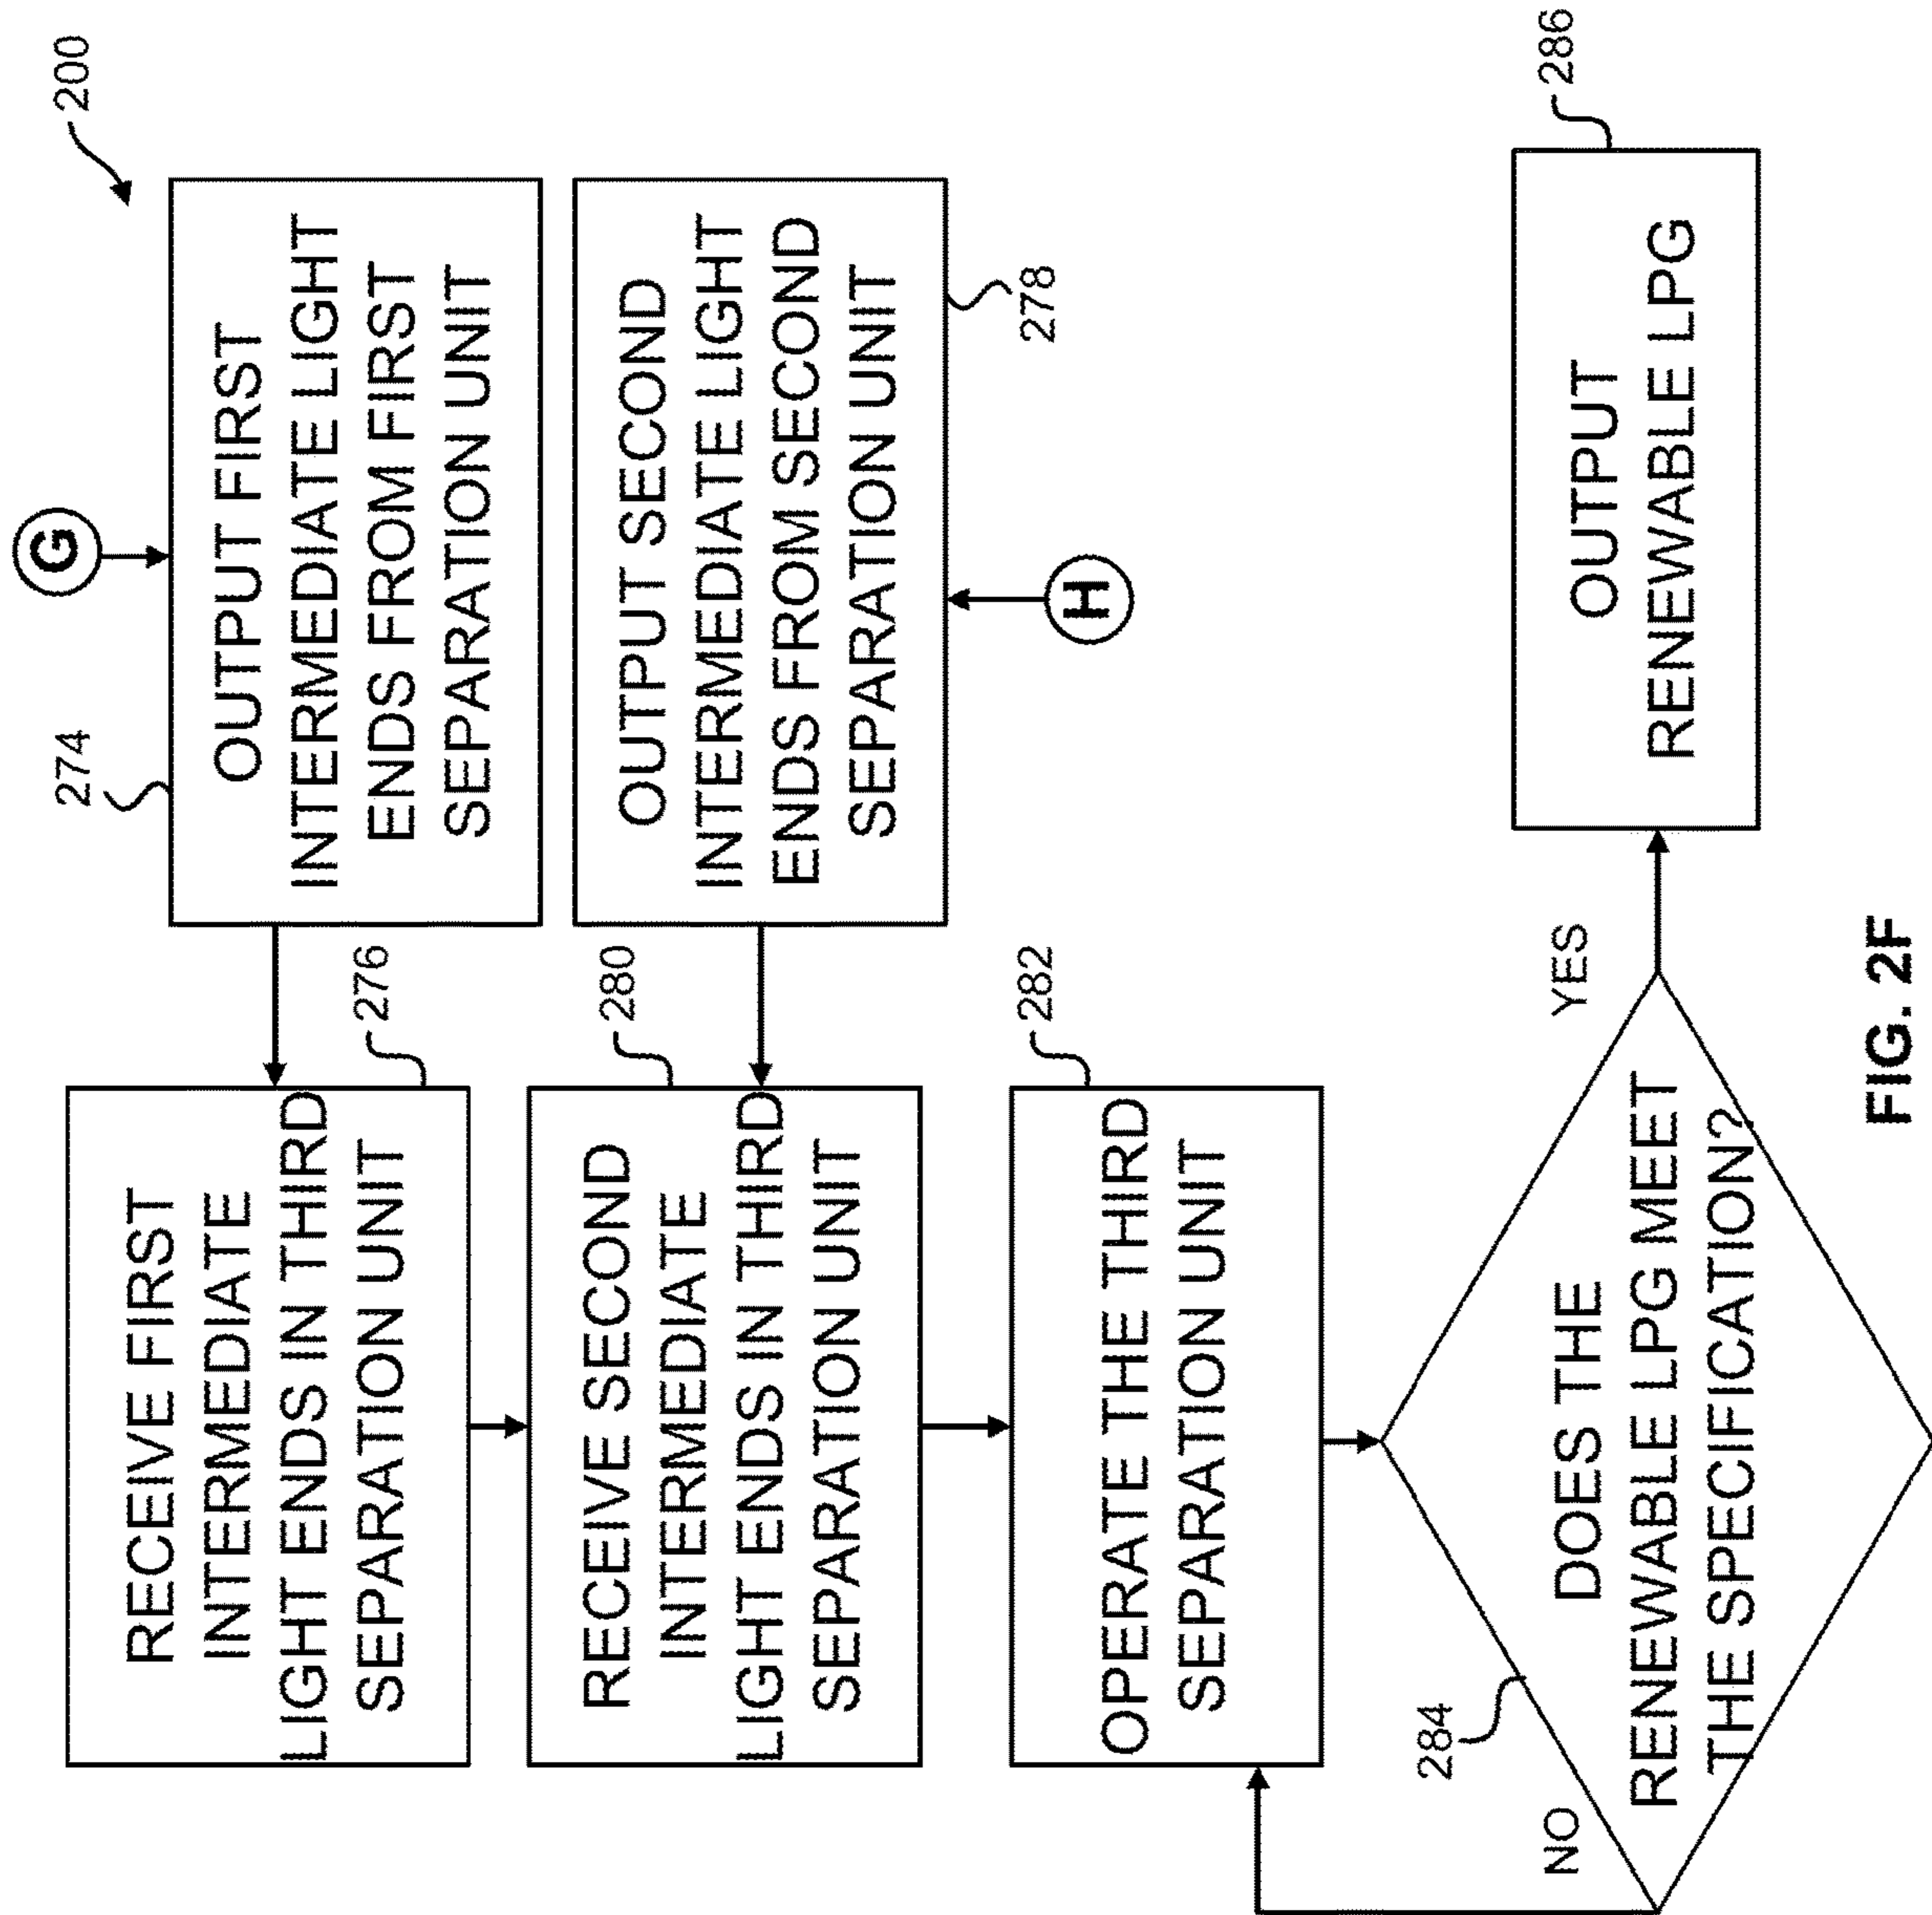 200
G
274
OUTPUT FIRST
INTERMEDIATE LIGHT
ENDS FROM FIRST
SEPARATION UNIT
RECEIVE FIRST
INTERMEDIATE
LIGHT ENDS IN THIRD
SEPARATION UNIT
276
OUTPUT SECOND
INTERMEDIATE LIGHT
ENDS FROM SECOND
SEPARATION UNIT
278
H
RECEIVE SECOND
INTERMEDIATE
LIGHT ENDS IN THIRD
SEPARATION UNIT
280
OPERATE THE THIRD
SEPARATION UNIT
282
284
DOES THE
RENEWABLE LPG MEET
THE SPECIFICATION?
NO
YES
OUTPUT
RENEWABLE LPG
286
FIG. 2F